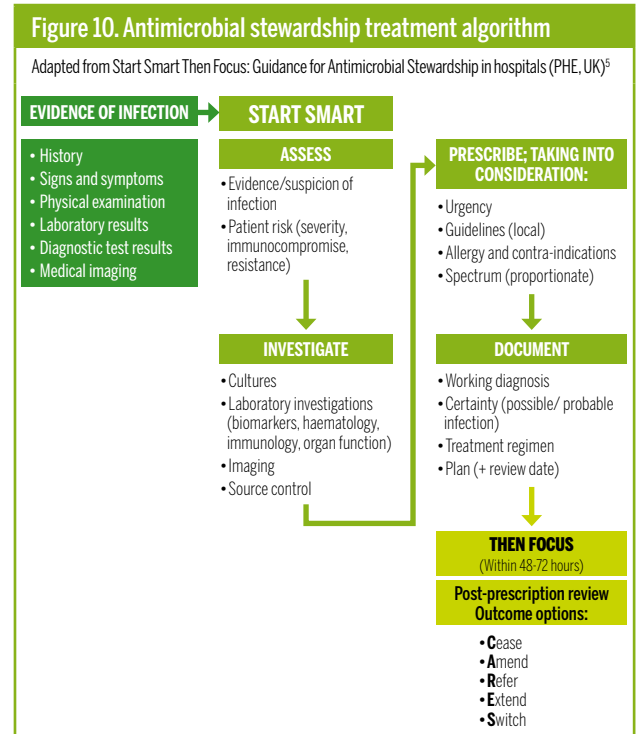 Figure 10. Antimicrobial stewardship treatment algorithm
Adapted from Start Smart Then Focus: Guidance for Antimicrobial Stewardship in hospitals (PHE, UK)⁵
EVIDENCE OF INFECTION
• History
• Signs and symptoms
• Physical examination
• Laboratory results
• Diagnostic test results
• Medical imaging
START SMART
ASSESS
• Evidence/suspicion of
infection
• Patient risk (severity,
immunocompromise,
resistance)
INVESTIGATE
• Cultures
• Laboratory investigations
(biomarkers, haematology,
immunology, organ function)
• Imaging
• Source control
PRESCRIBE; TAKING INTO
CONSIDERATION:
• Urgency
• Guidelines (local)
• Allergy and contra-indications
• Spectrum (proportionate)
DOCUMENT
• Working diagnosis
• Certainty (possible/ probable
infection)
• Treatment regimen
• Plan (+ review date)
THEN FOCUS
(Within 48-72 hours)
Post-prescription review
Outcome options:
• Cease
• Amend
• Refer
• Extend
• Switch